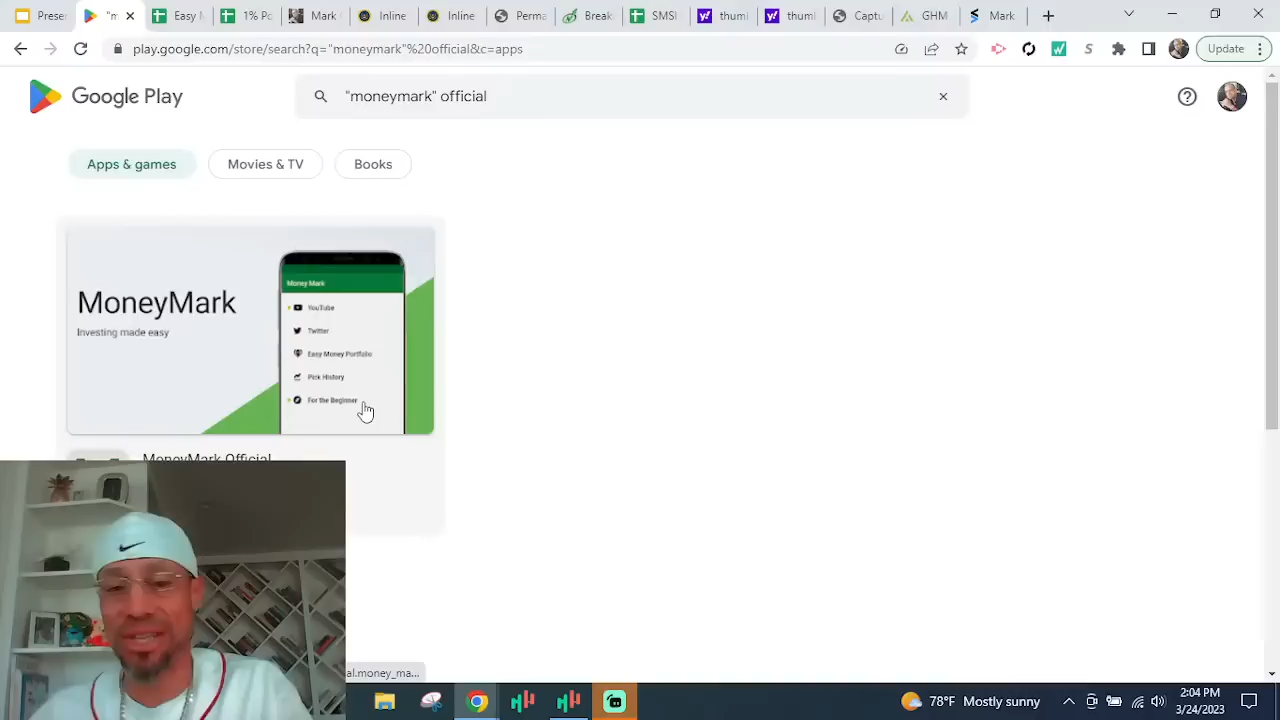 Prese
"m
Easy I
1% Pc
Mark
Inline
Inline
Perma
Break
SMSI
thuml
thuml
Captu
GHM
Mark
play.google.com/store/search?q="moneymark"%20official&c=apps
Update
Google Play
"moneymark" official
Apps & games
Movies & TV
Books
MoneyMark
Investing made easy
Money Mark
YouTube
Twitter
Easy Money Portfolio
Pick History
For the Beginner
MoneyMark Official
al.money_ma...
78°F Mostly sunny
2:04 PM
3/24/2023